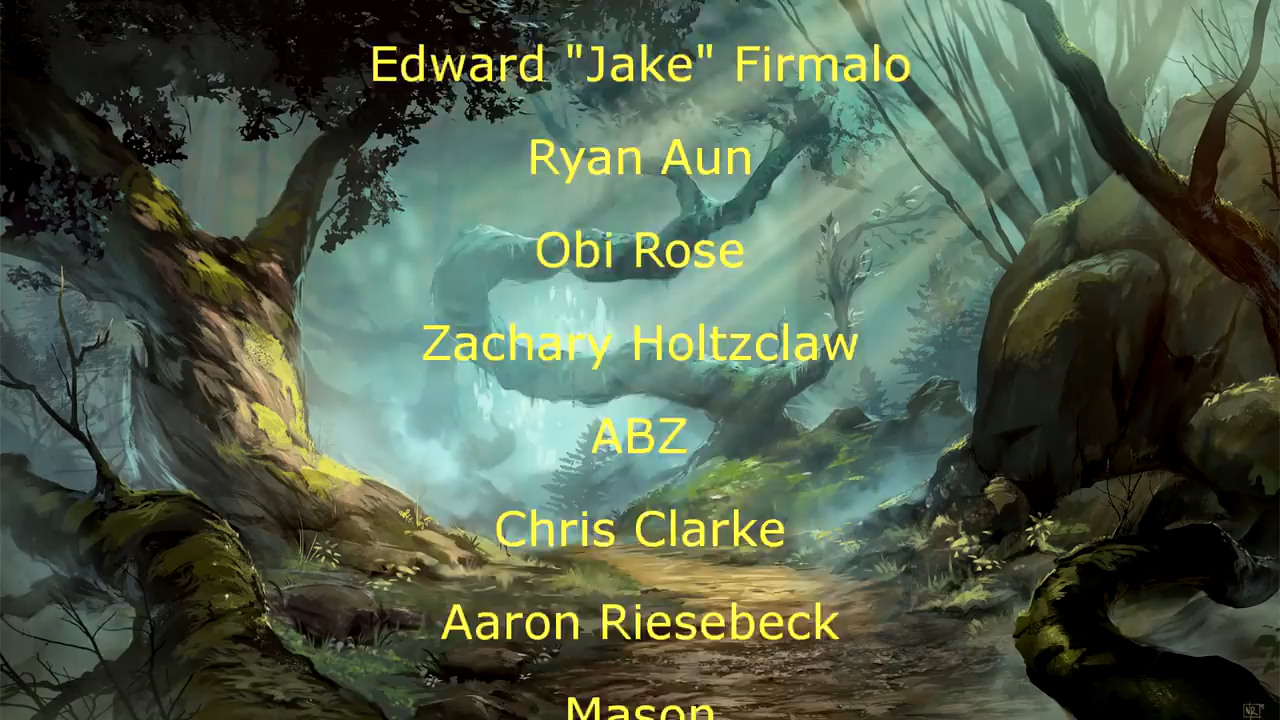 Edward "Jake" Firmalo
Ryan Aun
Obi Rose
Zachary Holtzclaw
ABZ
Chris Clarke
Aaron Riesebeck
Mason